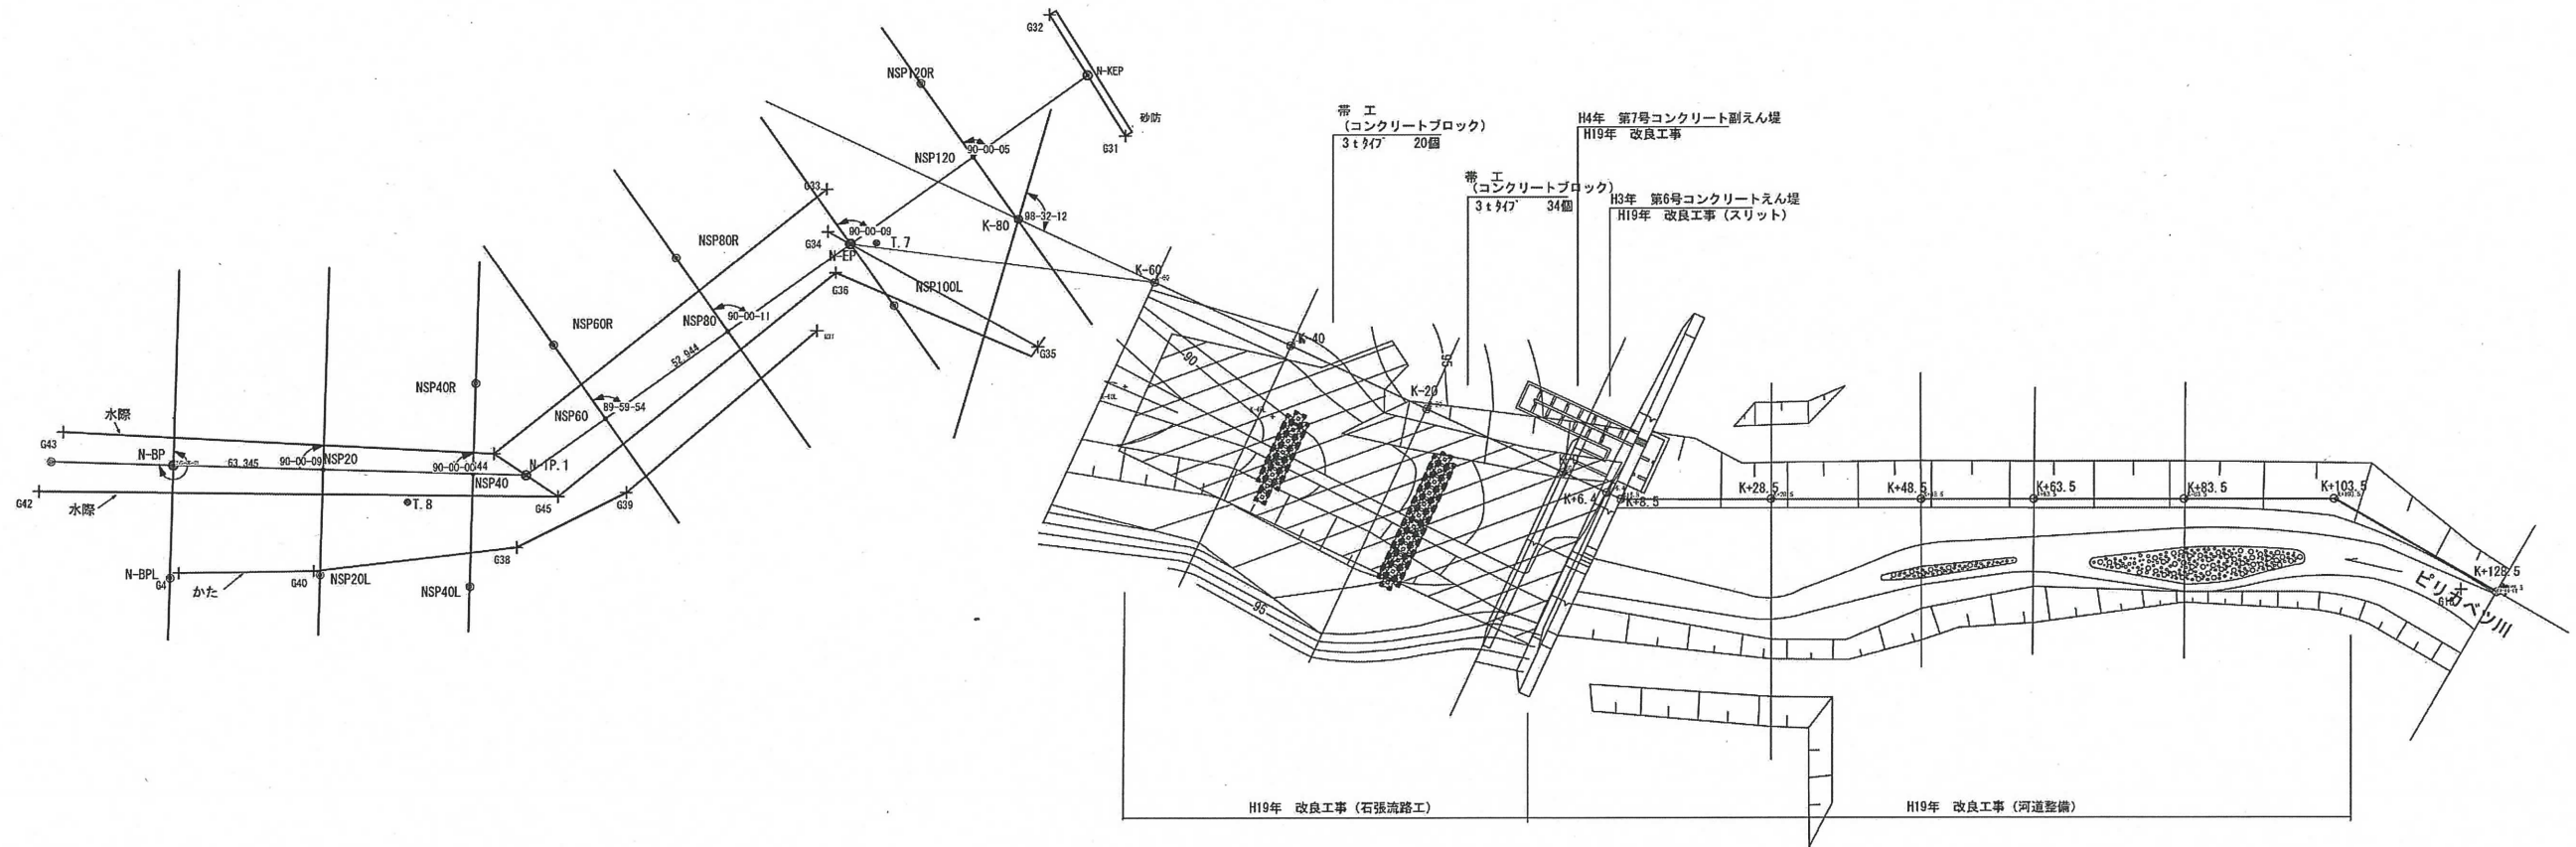 G32
N-KEP
砂防
G31
NSP120R
90-00-05
NSP120
帯 工
(コンクリートブロック)
3tタイプ 20個
H4年 第7号コンクリート副えん堤
H19年 改良工事
帯 工
(コンクリートブロック)
3tタイプ 34個
H3年 第6号コンクリートえん堤
H19年 改良工事(スリット)
G33
98-32-12
K-80
90-00-09
G34
T.7
N-EP
NSP80R
K-60
G36
NSP100L
NSP60R
NSP80
90-00-11
52.944
G35
K-40
90
95
K-20
NSP40R
NSP60
89-59-54
水際
G43
N-BP
63.345
90-00-09
NSP20
N-IP.1
NSP40
G42
水際
T.8
G45
G39
G38
N-BPL
G4
かた
G40
NSP20L
NSP40L
K+6.4
K+8.5
K+28.5
K+48.5
K+63.5
K+83.5
K+103.5
K+128.5
ピリカベツ川
95
H19年 改良工事(石張流路工)
H19年 改良工事(河道整備)